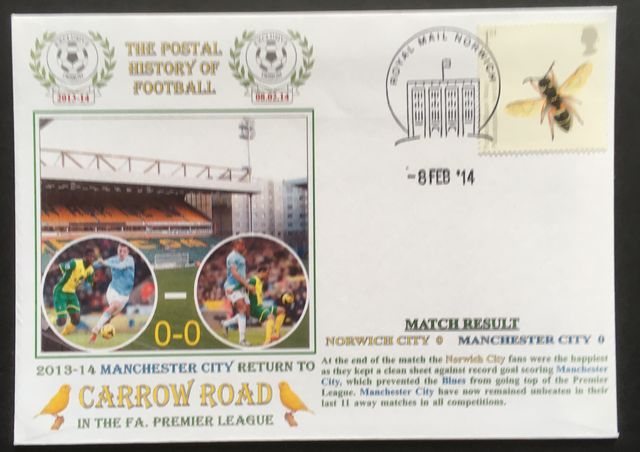 THE POSTAL
HISTORY OF
FOOTBALL
2013-14
08.02.14
ROYAL MAIL NORWICH
1st
-8 FEB '14
0-0
2013-14 MANCHESTER CITY RETURN TO
CARROW ROAD
IN THE FA. PREMIER LEAGUE
MATCH RESULT
NORWICH CITY 0 MANCHESTER CITY 0
At the end of the match the Norwich City fans were the happiest
as they kept a clean sheet against record goal scoring Manchester
City, which prevented the Blues from going top of the Premier
League. Manchester City have now remained unbeaten in their
last 11 away matches in all competitions.